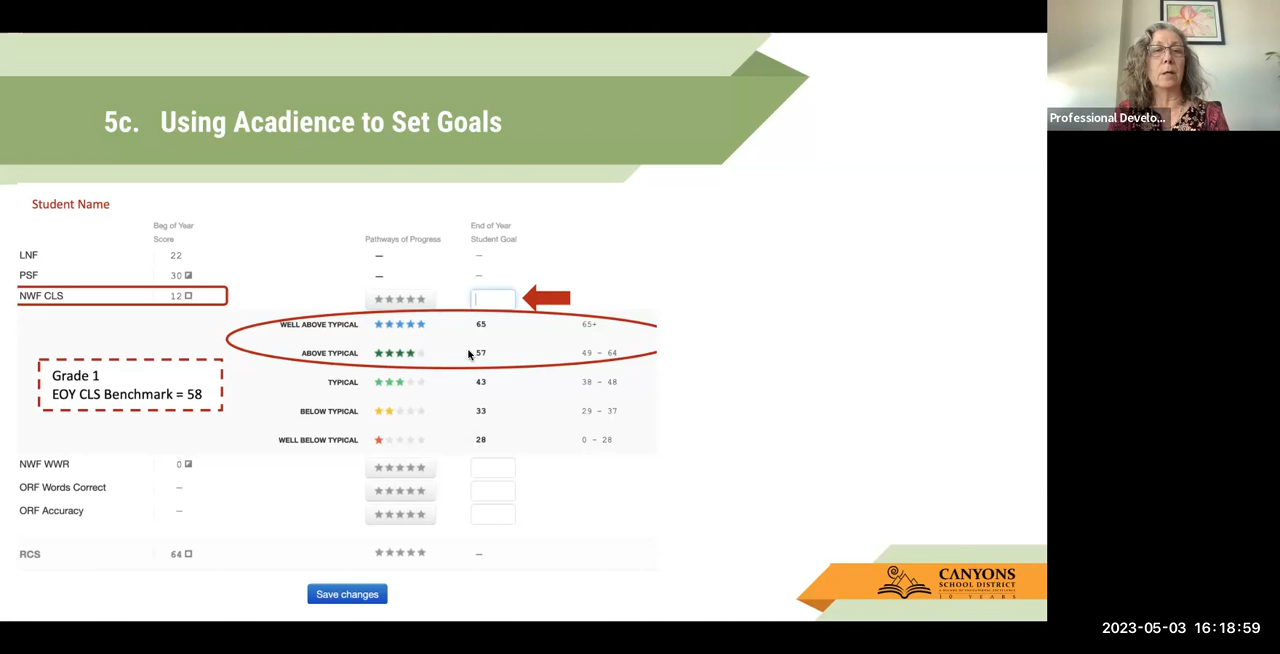 5c. Using Acadience to Set Goals
Professional Develo...
Student Name
Beg of Year Score
Pathways of Progress
End of Year Student Goal
LNF 22 – –
PSF 30 – –
NWF CLS 12
WELL ABOVE TYPICAL 65 65+
ABOVE TYPICAL 57 49 - 64
TYPICAL 43 38 - 48
BELOW TYPICAL 33 29 - 37
WELL BELOW TYPICAL 28 0 - 28
Grade 1
EOY CLS Benchmark = 58
NWF WWR 0
ORF Words Correct –
ORF Accuracy –
RCS 64 –
Save changes
CANYONS
SCHOOL DISTRICT
10 YEARS
2023-05-03 16:18:59